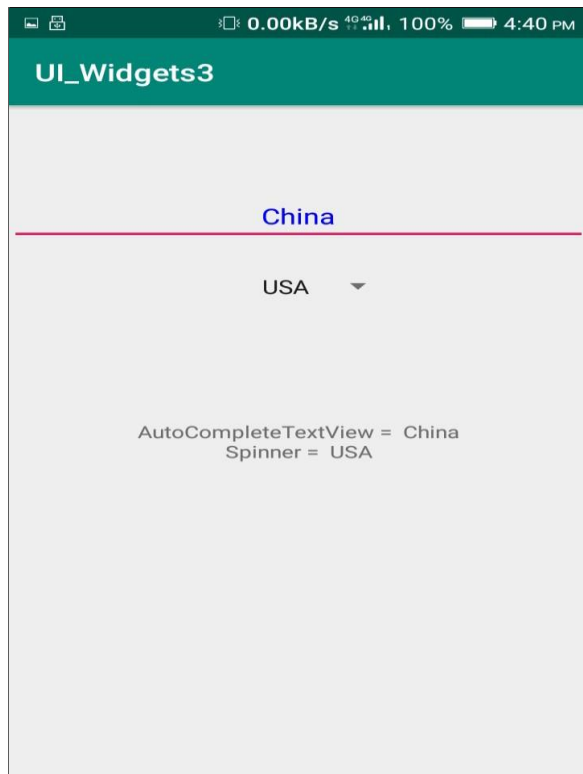 0.00kB/s 4G 4G 100% 4:40 PM
UI_Widgets3
China
USA
AutoCompleteTextView = China
Spinner = USA